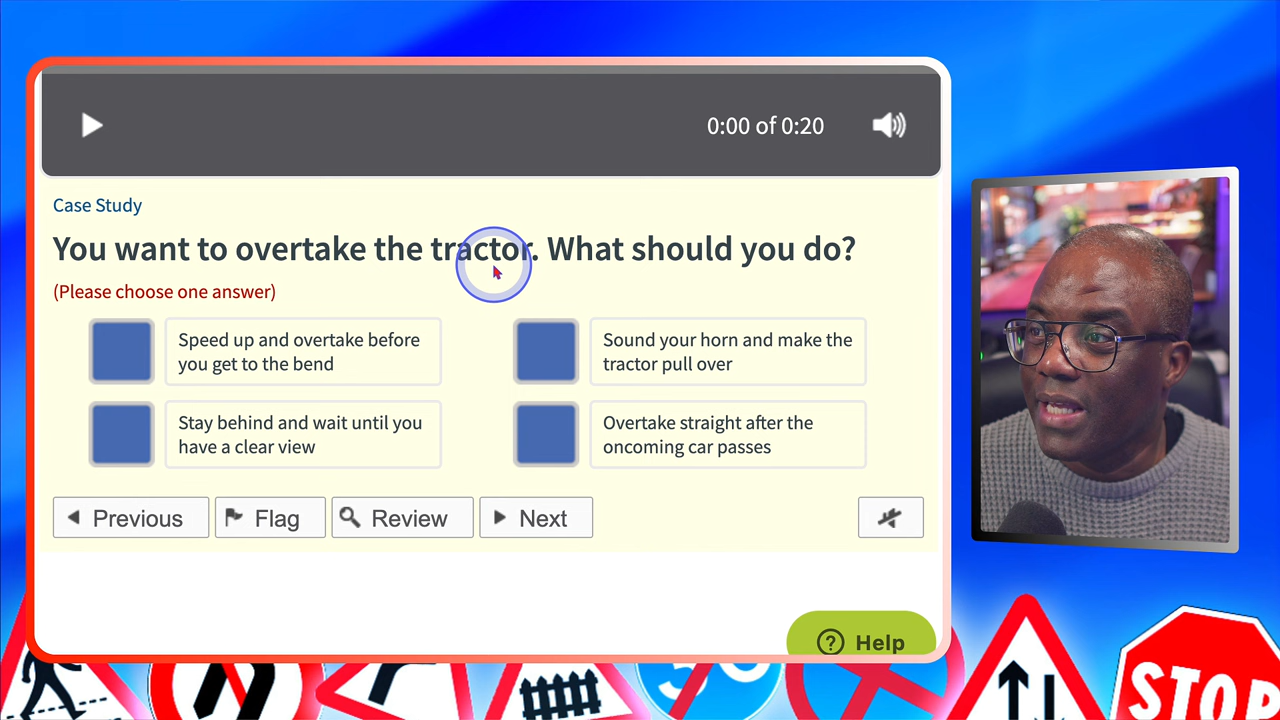 0:00 of 0:20
Case Study
You want to overtake the tractor. What should you do?
(Please choose one answer)
Speed up and overtake before
you get to the bend
Sound your horn and make the
tractor pull over
Stay behind and wait until you
have a clear view
Overtake straight after the
oncoming car passes
Previous
Flag
Review
Next
? Help
STOP